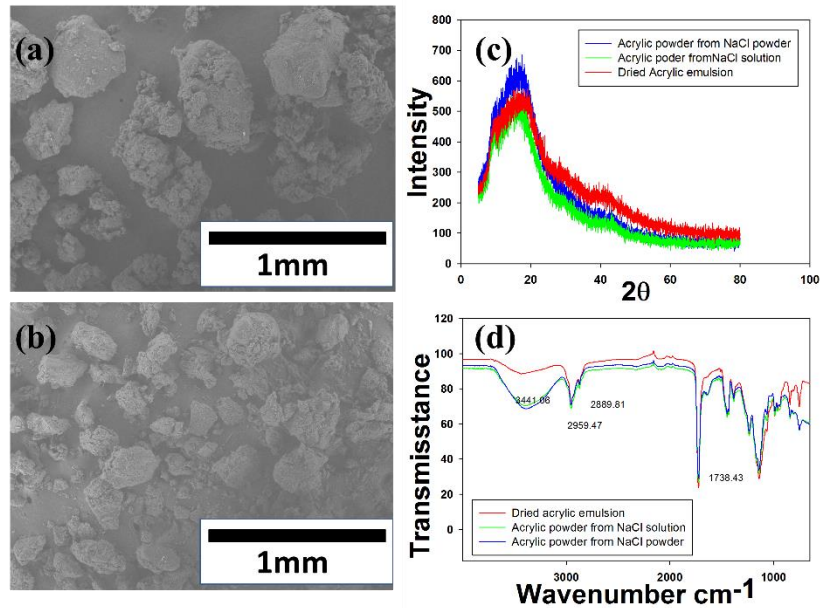 (a)
1mm
(b)
1mm
(c)
Intensity
800
700
600
500
400
300
200
100
0
0 20 40 60 80 100
2θ
Acrylic powder from NaCl powder
Acrylic poder fromNaCl solution
Dried Acrylic emulsion
(d)
Transmisstance
120
100
80
60
40
20
0
3441.06
2959.47
2889.81
1738.43
Dried acrylic emulsion
Acrylic powder from NaCl solution
Acrylic powder from NaCl powder
3000 2000 1000
Wavenumber cm-1